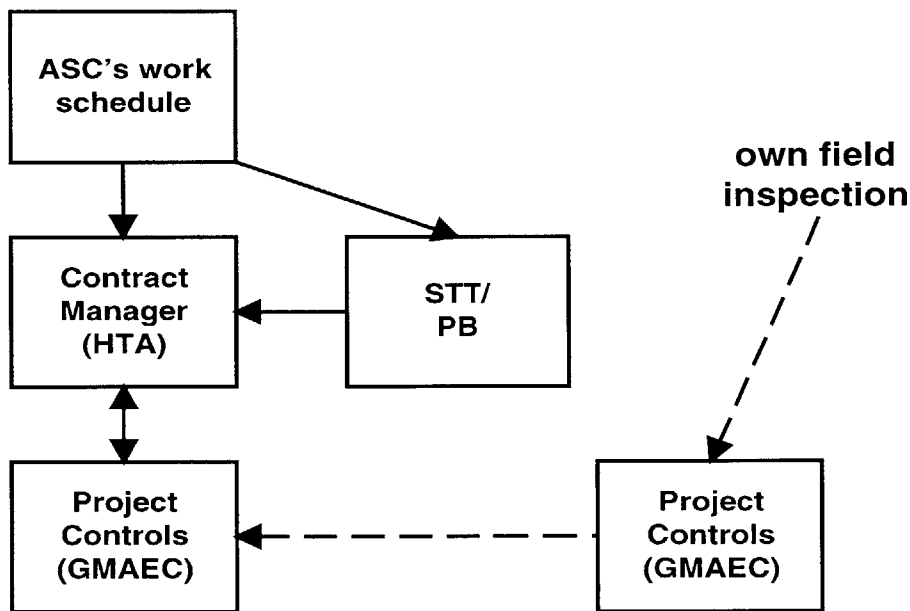 ASC's work
schedule
own field
inspection
Contract
Manager
(HTA)
STT/
PB
Project
Controls
(GMAEC)
Project
Controls
(GMAEC)